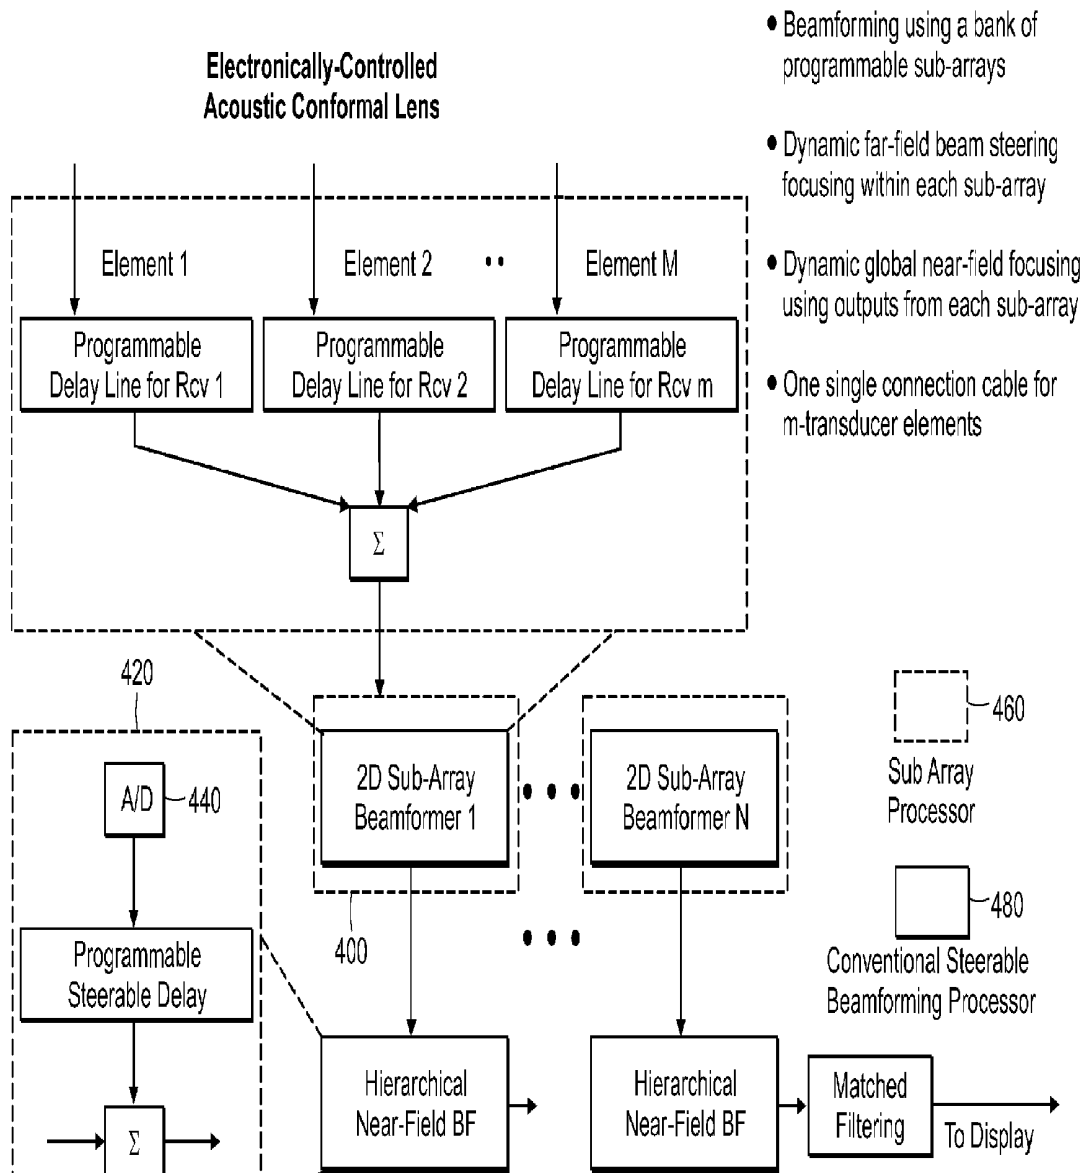 Electronically-Controlled
Acoustic Conformal Lens
• Beamforming using a bank of
programmable sub-arrays
• Dynamic far-field beam steering
focusing within each sub-array
• Dynamic global near-field focusing
using outputs from each sub-array
• One single connection cable for
m-transducer elements
Element 1
Element 2
••
Element M
Programmable
Delay Line for Rcv 1
Programmable
Delay Line for Rcv 2
Programmable
Delay Line for Rcv m
Σ
420
A/D
440
Programmable
Steerable Delay
Σ
2D Sub-Array
Beamformer 1
•••
2D Sub-Array
Beamformer N
400
•••
460
Sub Array
Processor
480
Conventional Steerable
Beamforming Processor
Hierarchical
Near-Field BF
Hierarchical
Near-Field BF
Matched
Filtering
To Display